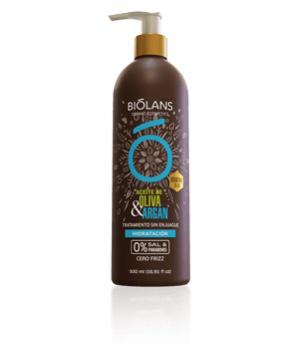 BIÓLANS
ō
ACEITE DE
OLIVA
& ARGAN
TRATAMIENTO SIN ENJUAGUE
HIDRATACIÓN
0% SAL &
PARABENOS
CERO FRIZZ
500 ml (16.91 fl oz)